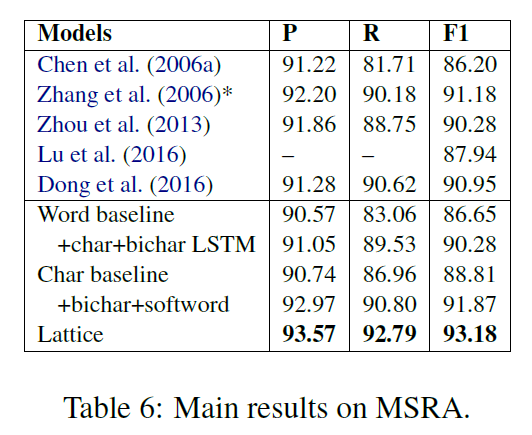 Models P R F1
Chen et al. (2006a) 91.22 81.71 86.20
Zhang et al. (2006)* 92.20 90.18 91.18
Zhou et al. (2013) 91.86 88.75 90.28
Lu et al. (2016) – – 87.94
Dong et al. (2016) 91.28 90.62 90.95
Word baseline 90.57 83.06 86.65
+char+bichar LSTM 91.05 89.53 90.28
Char baseline 90.74 86.96 88.81
+bichar+softword 92.97 90.80 91.87
Lattice 93.57 92.79 93.18
Table 6: Main results on MSRA.